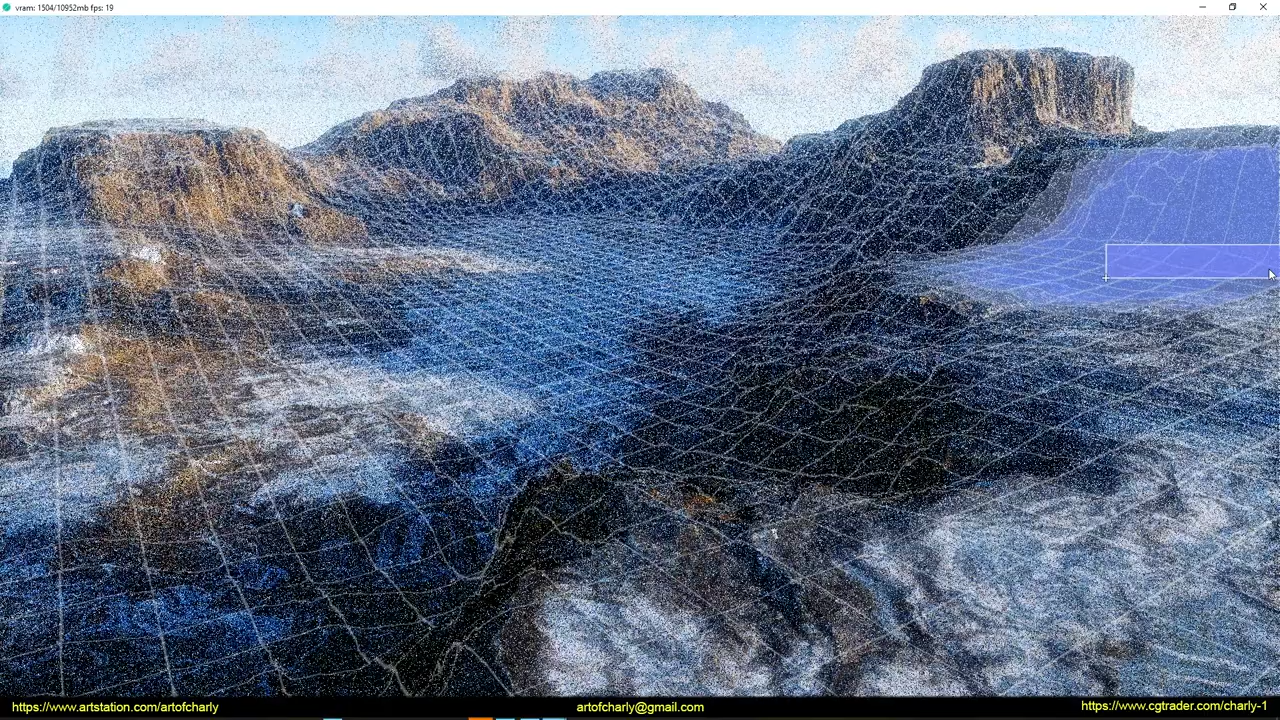 vram: 1504/10952mb fps: 19
https://www.artstation.com/artofcharly
artofcharly@gmail.com
https://www.cgtrader.com/charly-1